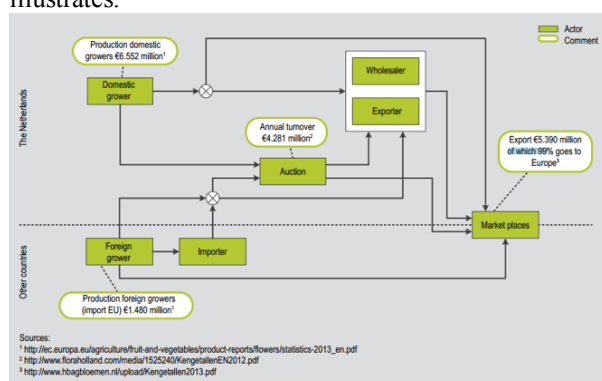 illustrates.
Actor
Comment
Production domestic
growers €6.552 million1
The Netherlands
Domestic
grower
Wholesaler
Exporter
Annual turnover
€4.281 million2
Auction
Export €5.390 million
of which 99% goes to
Europe3
Market places
Other countries
Foreign
grower
Importer
Production foreign growers
(import EU) €1.480 million1
Sources:
1 http://ec.europa.eu/agriculture/fruit-and-vegetables/product-reports/flowers/statistics-2013_en.pdf
2 http://www.floraholland.com/media/1525240/KengetallenEN2012.pdf
3 http://www.hbagbloemen.nl/upload/Kengetallen2013.pdf